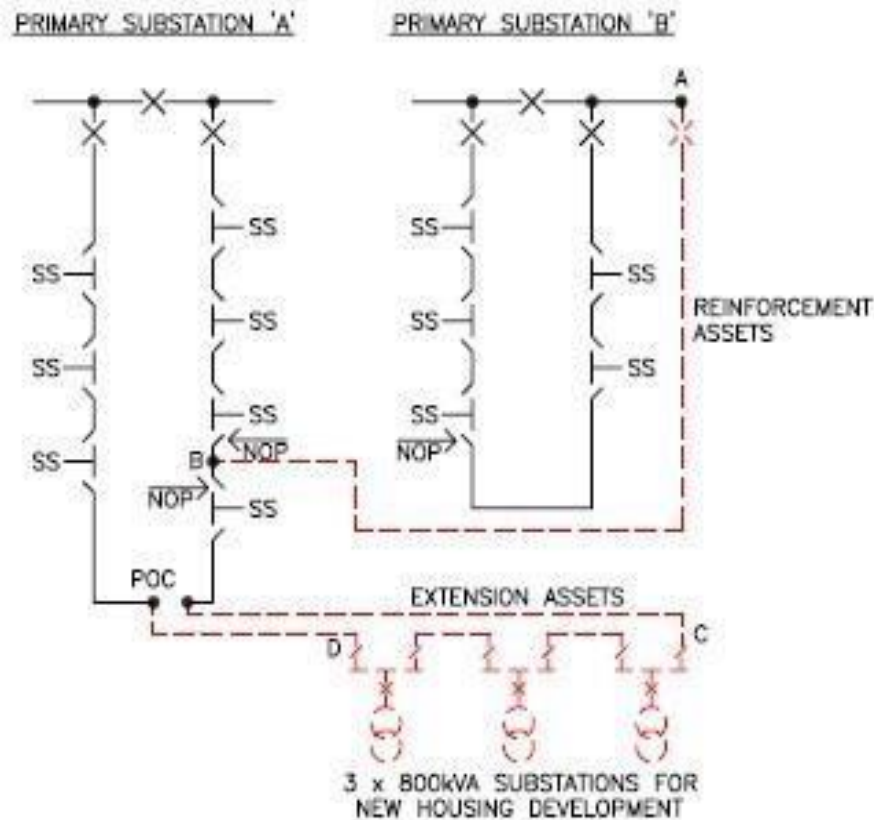 PRIMARY SUBSTATION 'A'
PRIMARY SUBSTATION 'B'
A
SS
SS
SS
SS
SS
SS
REINFORCEMENT
ASSETS
SS
SS
SS
SS
SS
NOP
NOP
B
NOP
SS
POC
EXTENSION ASSETS
D
C
3 x 800kVA SUBSTATIONS FOR
NEW HOUSING DEVELOPMENT